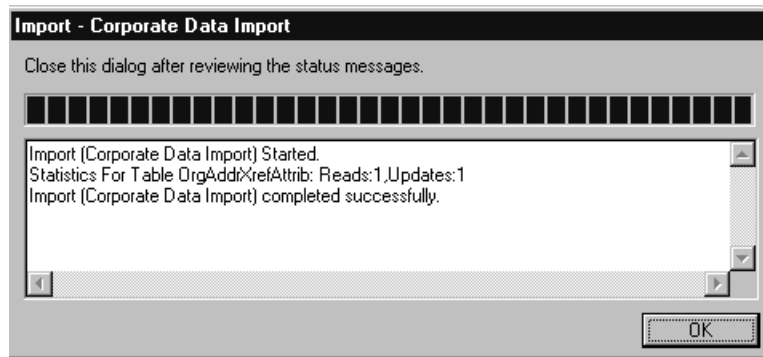 Import - Corporate Data Import
Close this dialog after reviewing the status messages.
Import (Corporate Data Import) Started.
Statistics For Table OrgAddrXrefAttrib: Reads:1,Updates:1
Import (Corporate Data Import) completed successfully.
OK